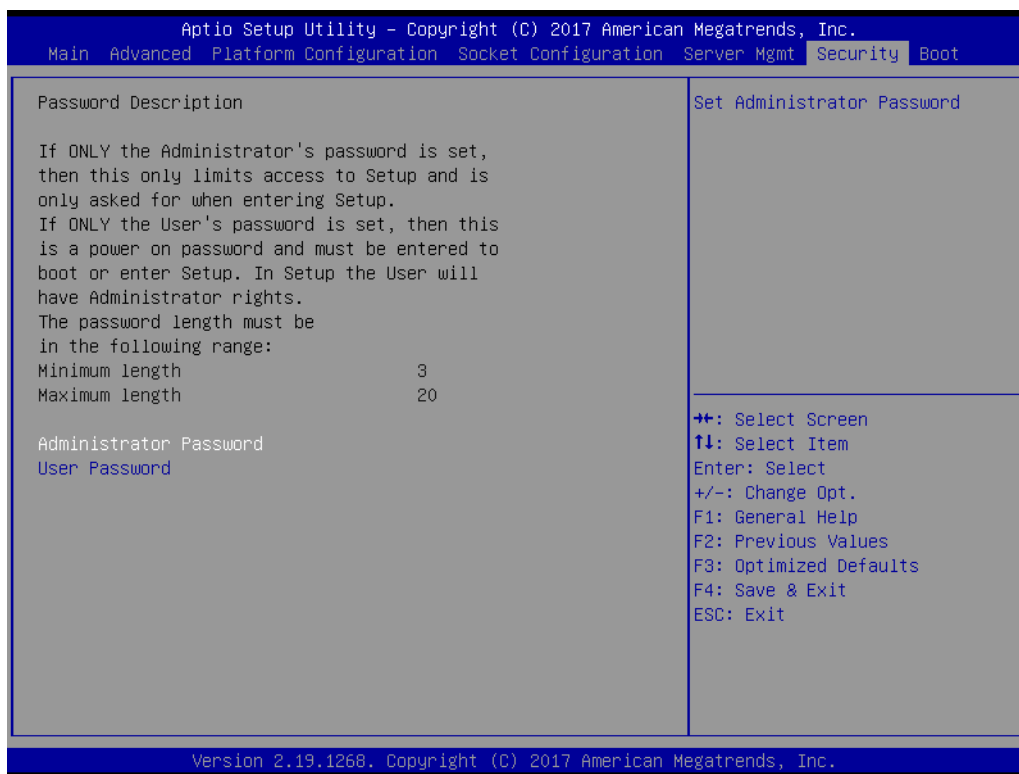 Aptio Setup Utility – Copyright (C) 2017 American Megatrends, Inc.
Main Advanced Platform Configuration Socket Configuration Server Mgmt Security Boot
Password Description
If ONLY the Administrator's password is set,
then this only limits access to Setup and is
only asked for when entering Setup.
If ONLY the User's password is set, then this
is a power on password and must be entered to
boot or enter Setup. In Setup the User will
have Administrator rights.
The password length must be
in the following range:
Minimum length 3
Maximum length 20
Administrator Password
User Password
Set Administrator Password
→←: Select Screen
↑↓: Select Item
Enter: Select
+/-: Change Opt.
F1: General Help
F2: Previous Values
F3: Optimized Defaults
F4: Save & Exit
ESC: Exit
Version 2.19.1268. Copyright (C) 2017 American Megatrends, Inc.